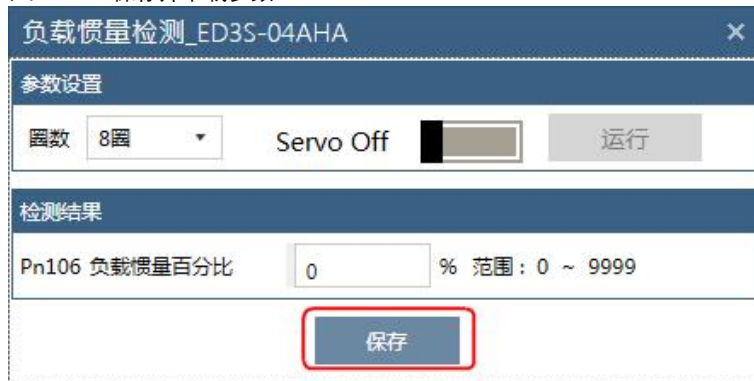 负载惯量检测_ED3S-04AHA
参数设置
圈数 8圈 Servo Off 运行
检测结果
Pn106 负载惯量百分比 0 % 范围：0 ~ 9999
保存